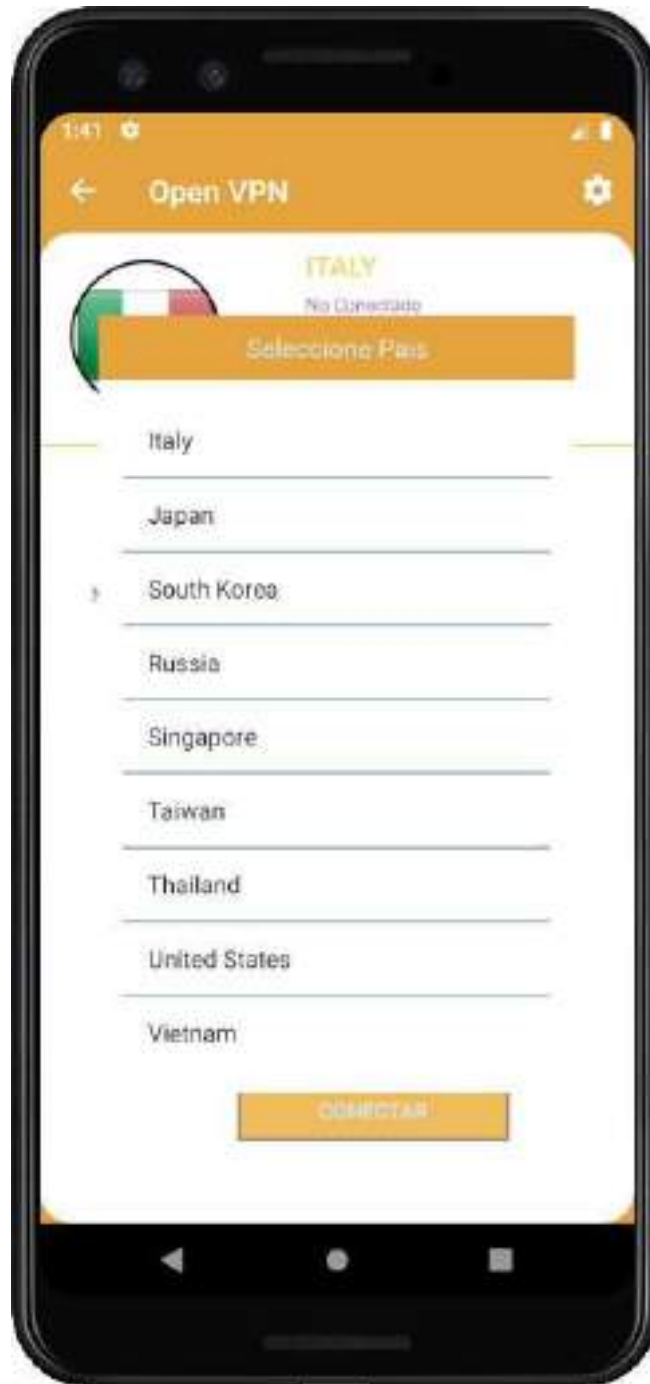 1:41
Open VPN
ITALY
No Conectado
Seleccione Pais
Italy
Japan
South Korea
Russia
Singapore
Taiwan
Thailand
United States
Vietnam
CONECTAR